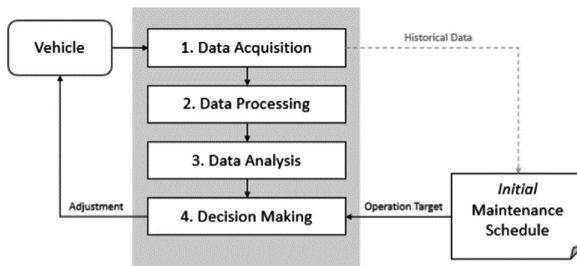 Vehicle
1. Data Acquisition
Historical Data
2. Data Processing
3. Data Analysis
Adjustment
4. Decision Making
Operation Target
Initial
Maintenance
Schedule